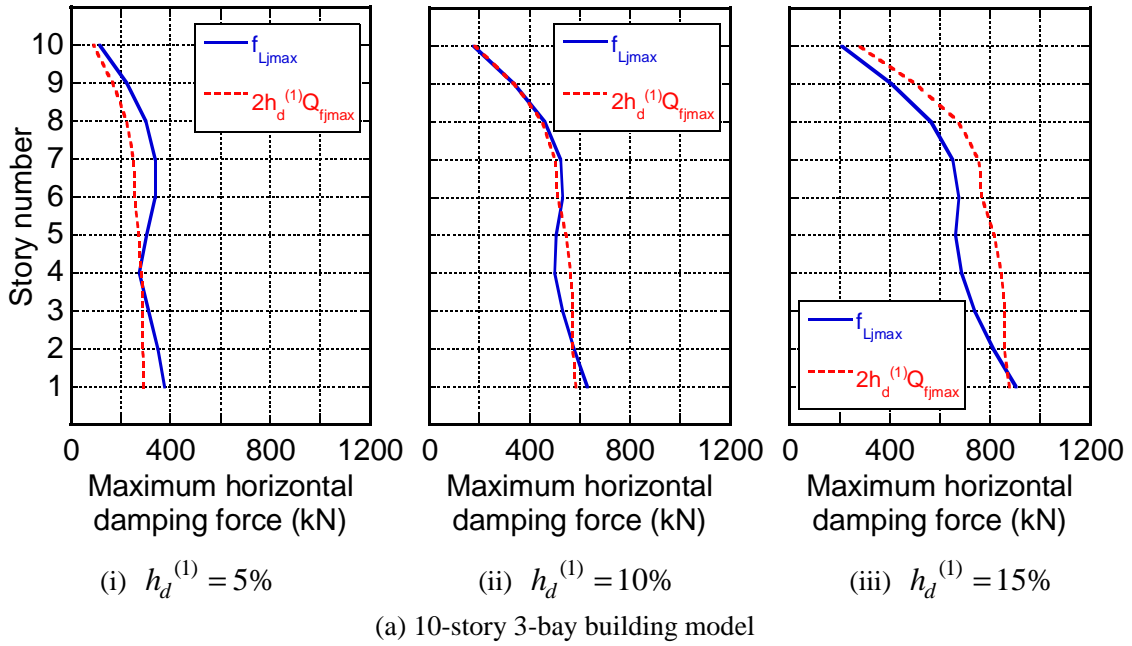 Story number
10
9
8
7
6
5
4
3
2
1
f_Ljmax
2h_d^(1)Q_fjmax
0 400 800 1200
Maximum horizontal
damping force (kN)
(i) h_d^(1) = 5%
f_Ljmax
2h_d^(1)Q_fjmax
0 400 800 1200
Maximum horizontal
damping force (kN)
(ii) h_d^(1) = 10%
f_Ljmax
2h_d^(1)Q_fjmax
0 400 800 1200
Maximum horizontal
damping force (kN)
(iii) h_d^(1) = 15%
(a) 10-story 3-bay building model